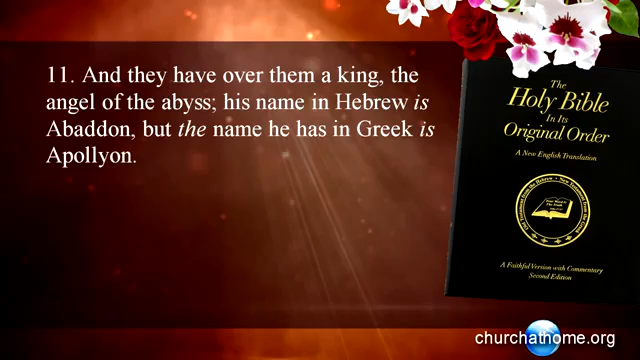 11. And they have over them a king, the
angel of the abyss; his name in Hebrew is
Abaddon, but the name he has in Greek is
Apollyon.
The
Holy Bible
In Its
Original Order
A New English Translation
A Faithful Version with Commentary
Second Edition
churchathome.org